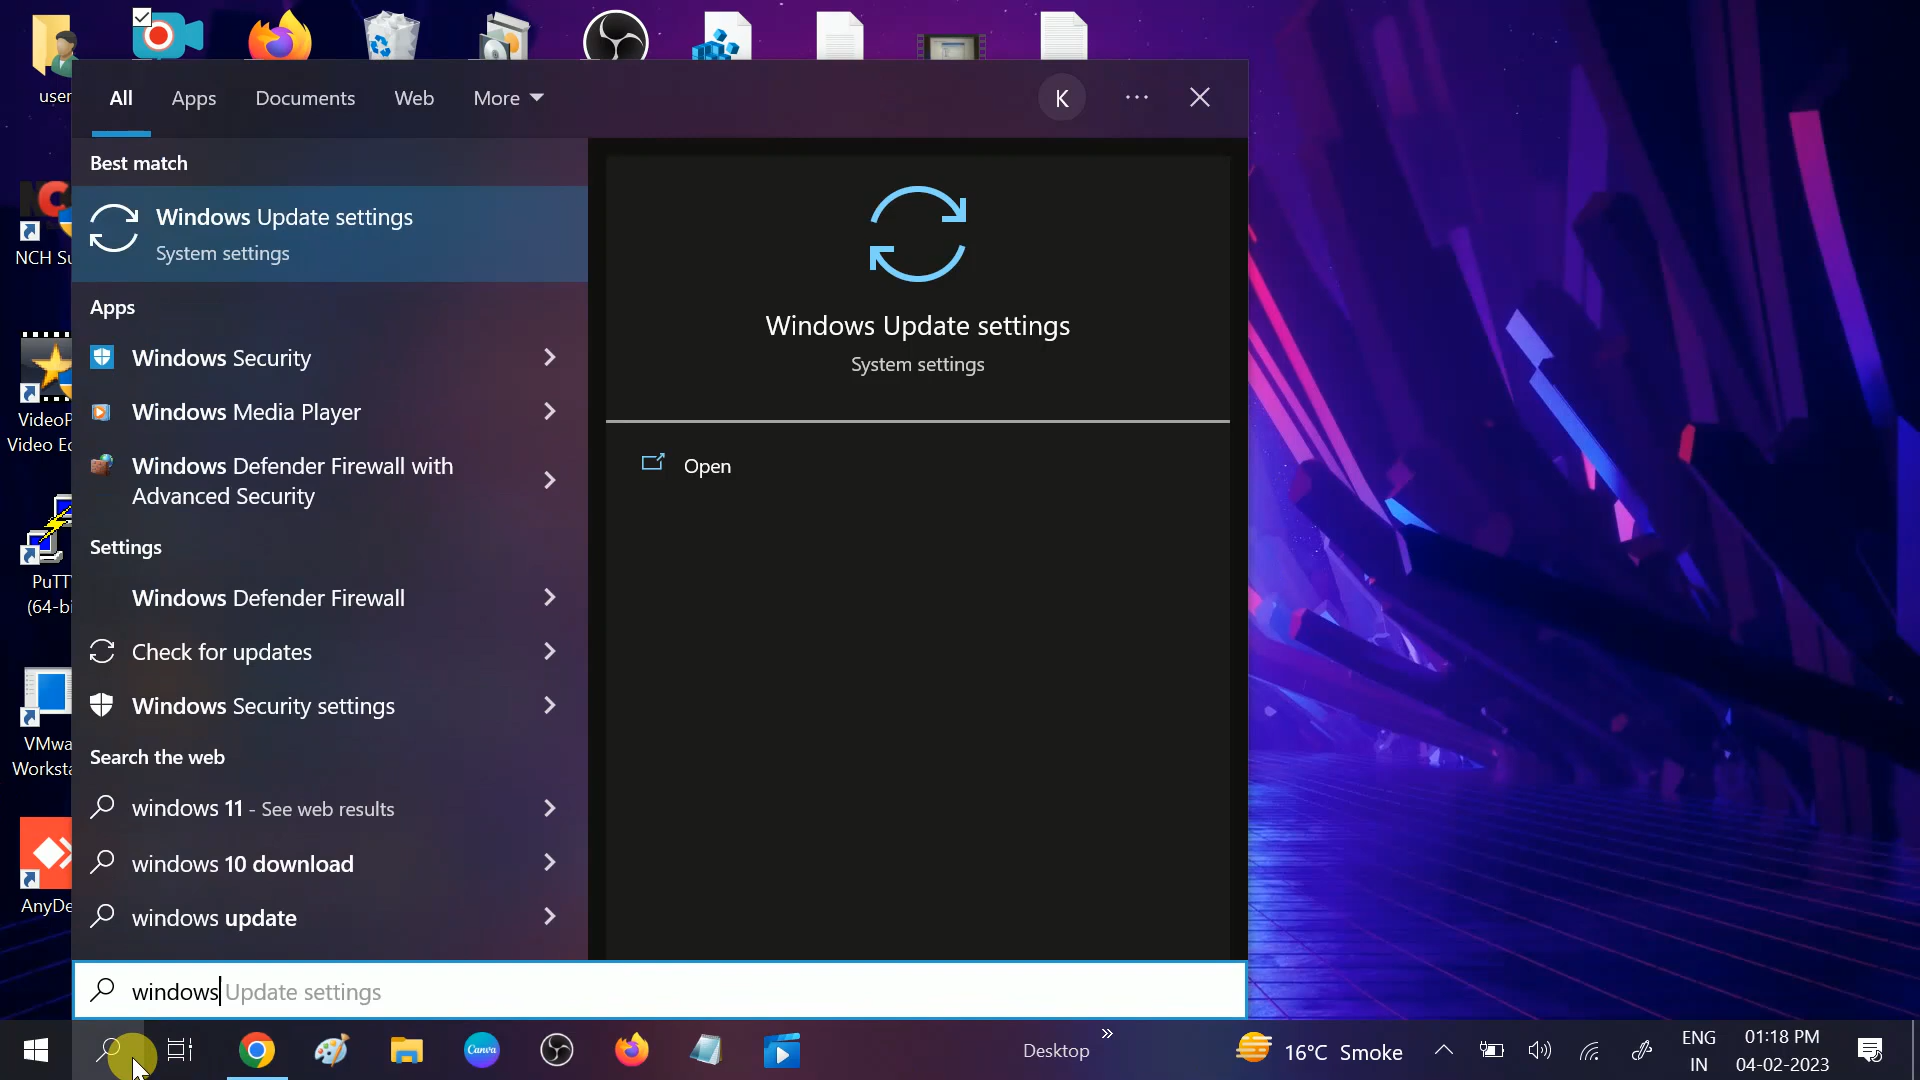 All
Apps
Documents
Web
More
K
Best match
Windows Update settings
System settings
Apps
Windows Security
Windows Media Player
Windows Defender Firewall with
Advanced Security
Settings
Windows Defender Firewall
Check for updates
Windows Security settings
Search the web
windows 11 - See web results
windows 10 download
windows update
windows Update settings
Windows Update settings
System settings
Open
user
NCH Su
VideoP
Video Ed
PuTT
(64-bi
VMwa
Worksta
AnyDe
Canva
Desktop
16°C Smoke
ENG
IN
01:18 PM
04-02-2023